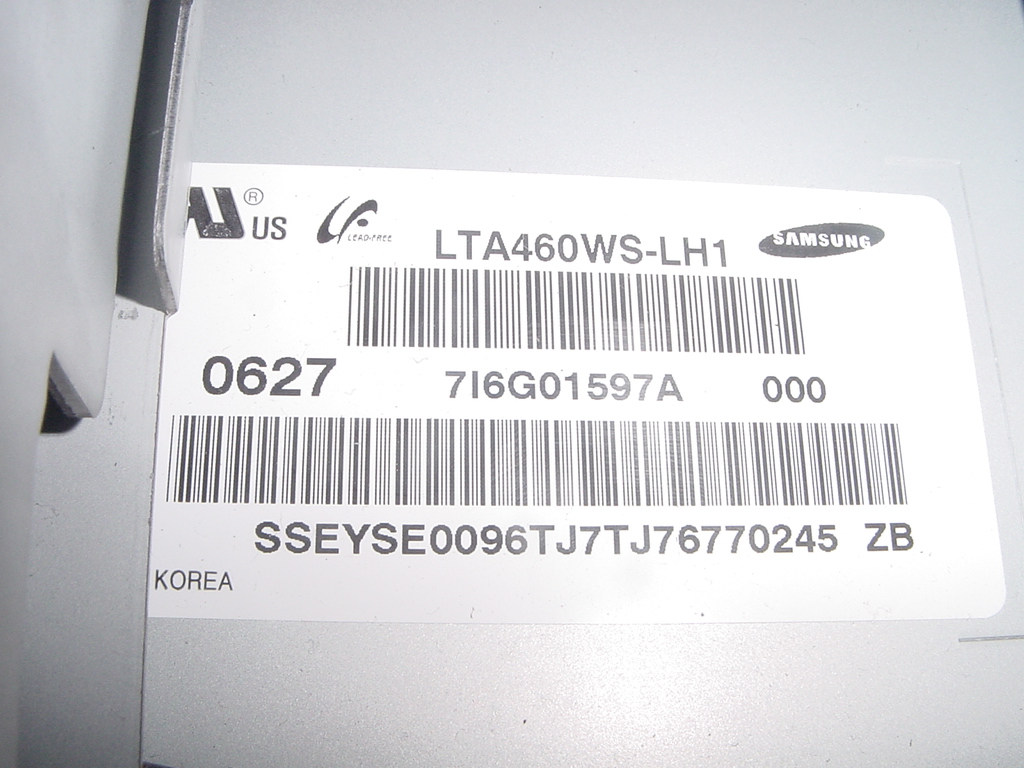 ® US LEAD-FREE LTA460WS-LH1 SAMSUNG
0627 7I6G01597A 000
SSEYSE0096TJ7TJ76770245 ZB
KOREA